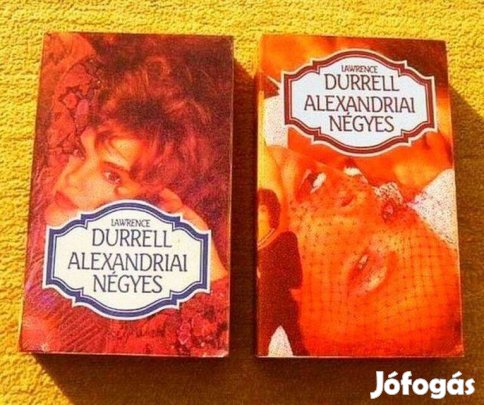 LAWRENCE
DURRELL
ALEXANDRIAI
NÉGYES
LAWRENCE
DURRELL
ALEXANDRIAI
NÉGYES
Jófogás